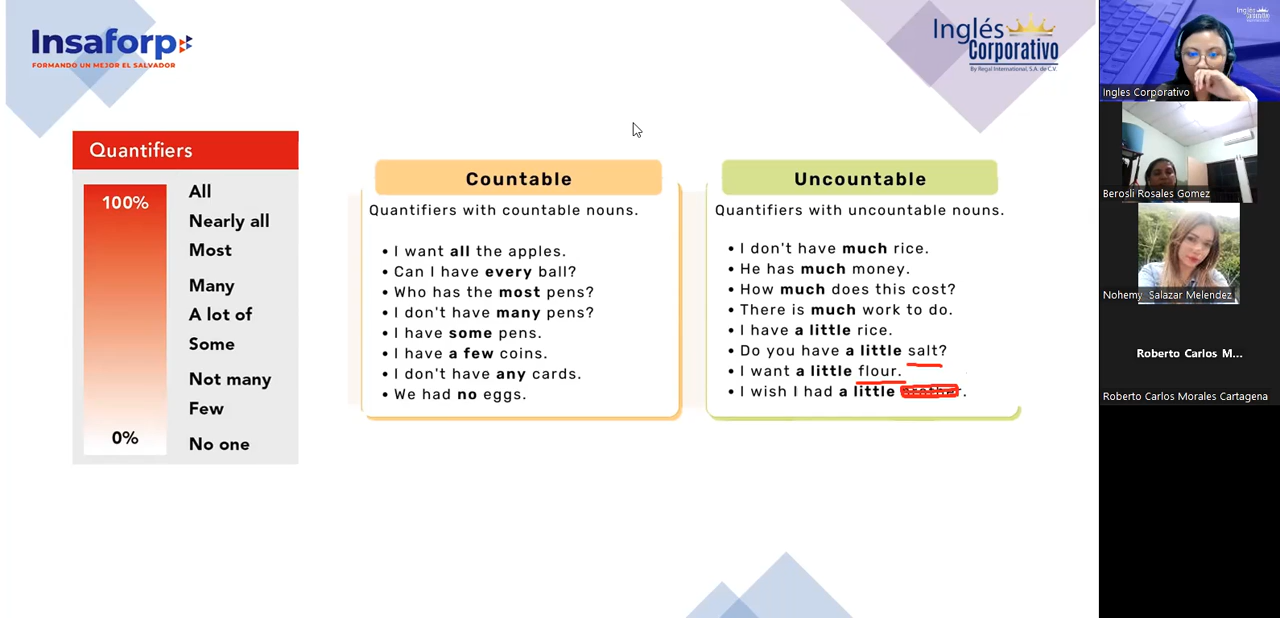 Insaforp
FORMANDO UN MEJOR EL SALVADOR
Inglés
Corporativo
By Regal International, S.A. de C.V.
Quantifiers
100%
0%
All
Nearly all
Most
Many
A lot of
Some
Not many
Few
No one
Countable
Quantifiers with countable nouns.
• I want all the apples.
• Can I have every ball?
• Who has the most pens?
• I don't have many pens?
• I have some pens.
• I have a few coins.
• I don't have any cards.
• We had no eggs.
Uncountable
Quantifiers with uncountable nouns.
• I don't have much rice.
• He has much money.
• How much does this cost?
• There is much work to do.
• I have a little rice.
• Do you have a little salt?
• I want a little flour.
• I wish I had a little .
Inglés
Ingles Corporativo
Berosli Rosales Gomez
Nohemy Salazar Melendez
Roberto Carlos M...
Roberto Carlos Morales Cartagena